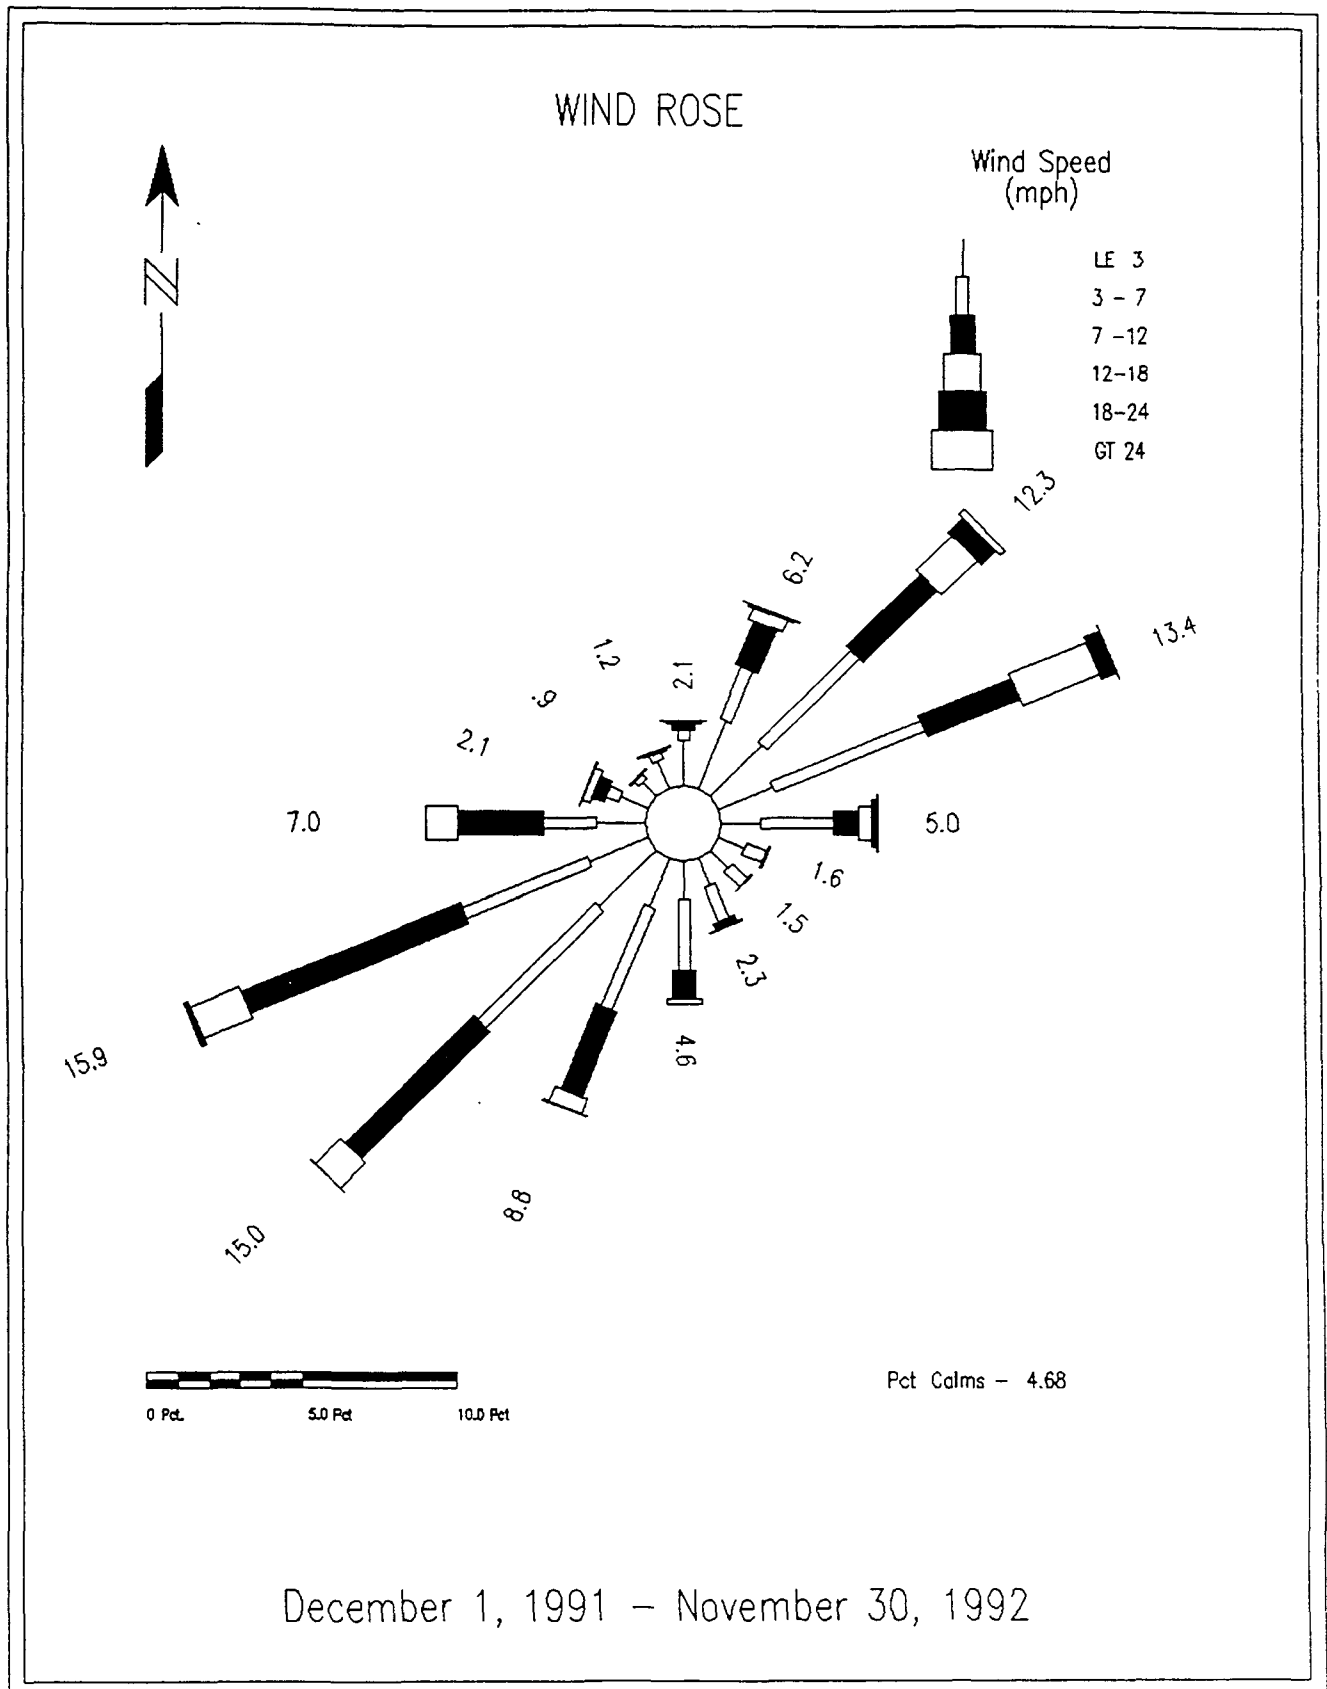 WIND ROSE
Wind Speed
(mph)
N
LE 3
3 - 7
7 -12
12-18
18-24
GT 24
12.3
6.2
13.4
1.2
2.1
.9
2.1
7.0
5.0
1.6
1.5
2.3
4.6
15.9
8.8
15.0
Pct Calms - 4.68
0 Pct. 5.0 Pct 10.0 Pct
December 1, 1991 - November 30, 1992